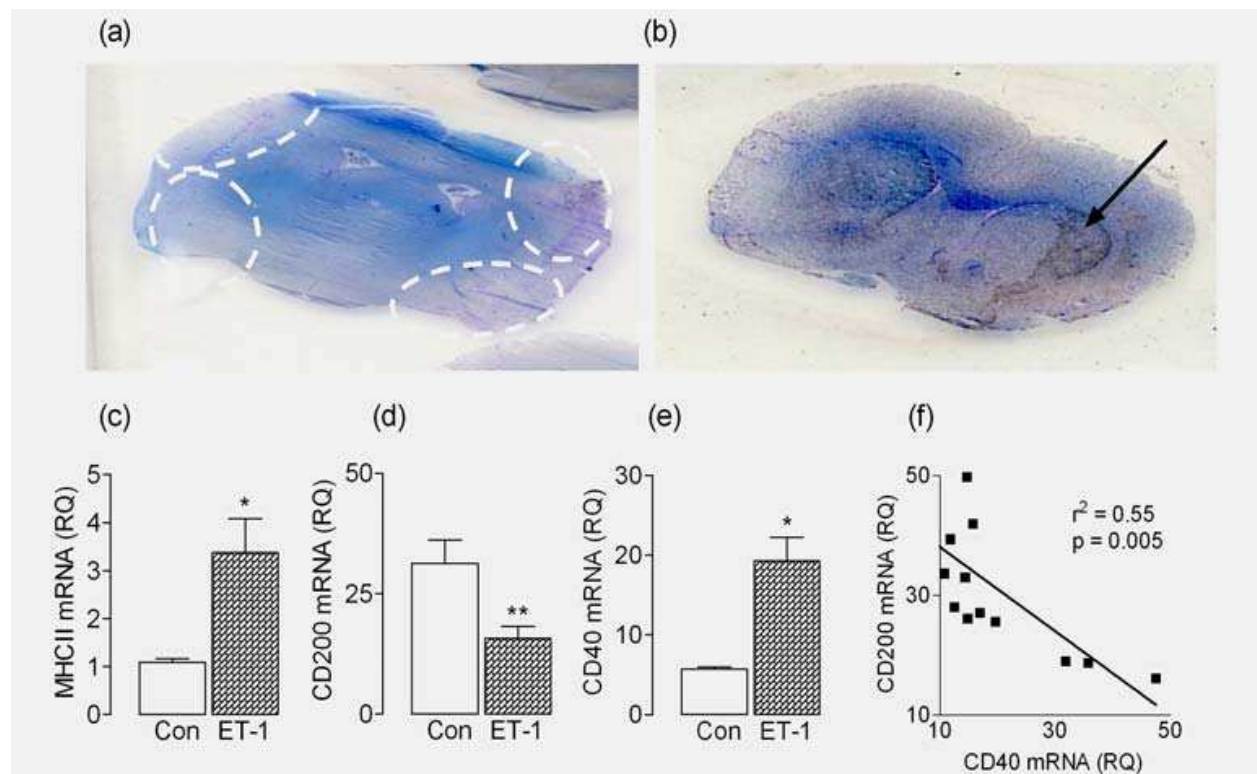 (a)
(b)
(c)
MHCII mRNA (RQ)
5
4
3
2
1
0
*
Con ET-1
(d)
CD200 mRNA (RQ)
50
25
0
**
Con ET-1
(e)
CD40 mRNA (RQ)
30
20
10
0
*
Con ET-1
(f)
CD200 mRNA (RQ)
50
30
10
r² = 0.55
p = 0.005
10 30 50
CD40 mRNA (RQ)